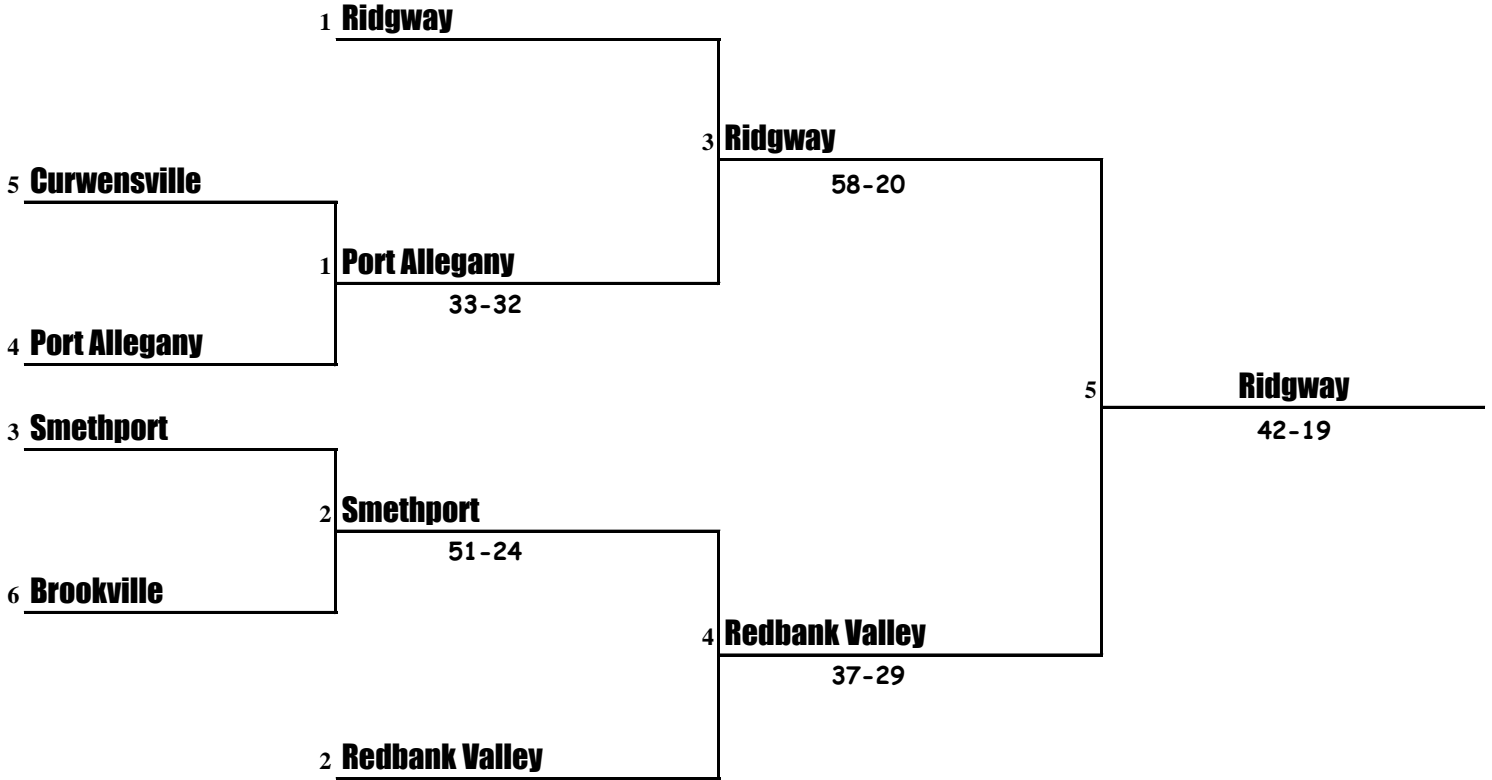 1 Ridgway
3 Ridgway
58-20
5 Curwensville
1 Port Allegany
33-32
4 Port Allegany
5 Ridgway
42-19
3 Smethport
2 Smethport
51-24
6 Brookville
4 Redbank Valley
37-29
2 Redbank Valley